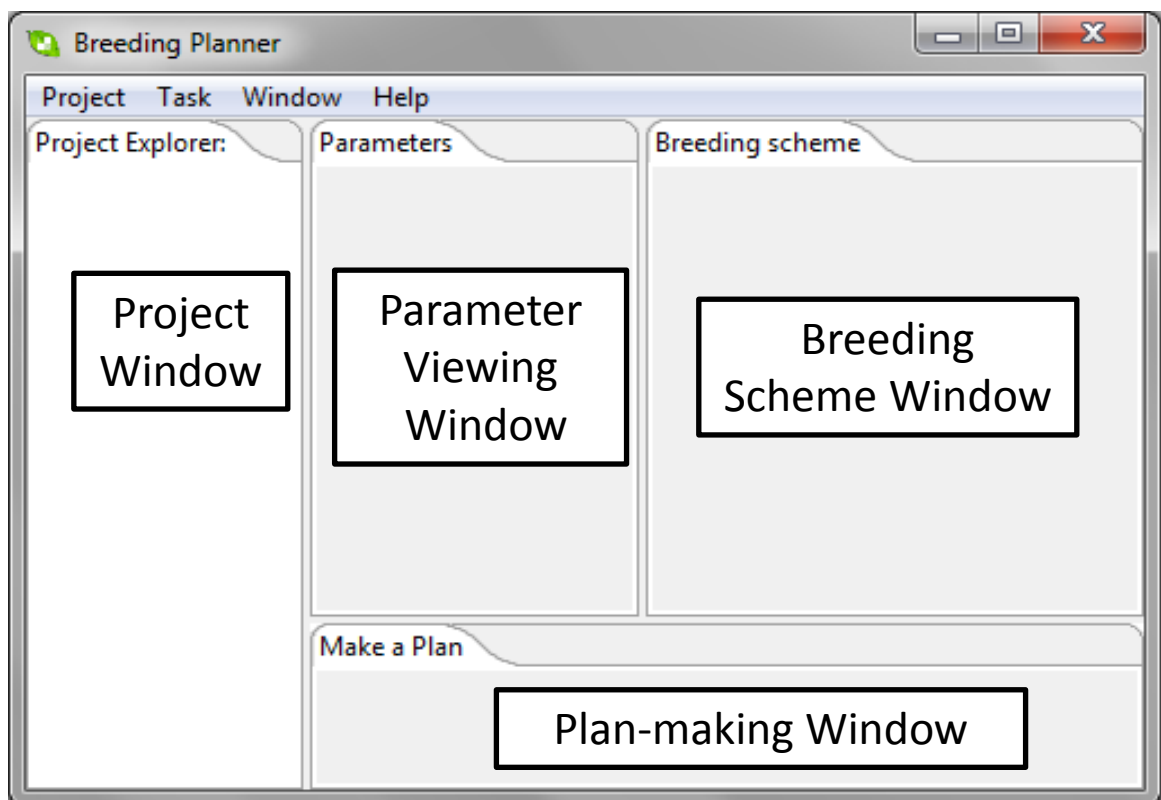 Breeding Planner
Project Task Window Help
Project Explorer:
Parameters
Breeding scheme
Project
Window
Parameter
Viewing
Window
Breeding
Scheme Window
Make a Plan
Plan-making Window